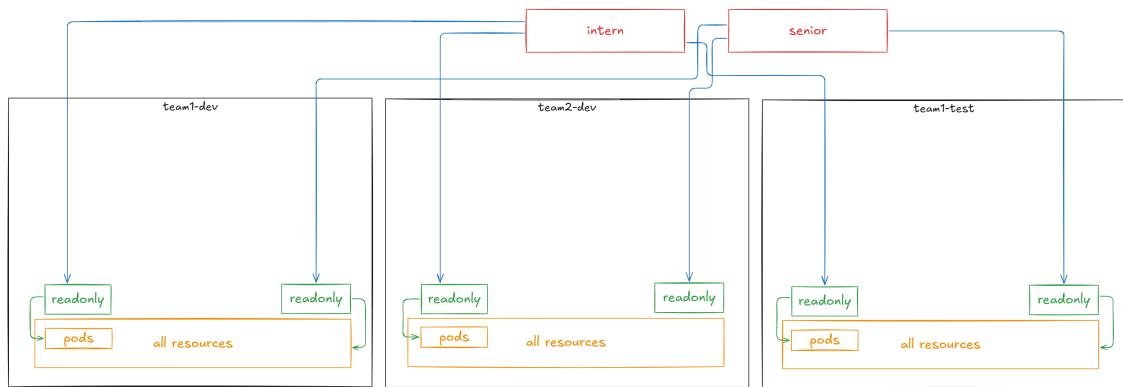 intern
senior
team1-dev
team2-dev
team1-test
readonly
readonly
readonly
readonly
readonly
readonly
pods
all resources
pods
all resources
pods
all resources